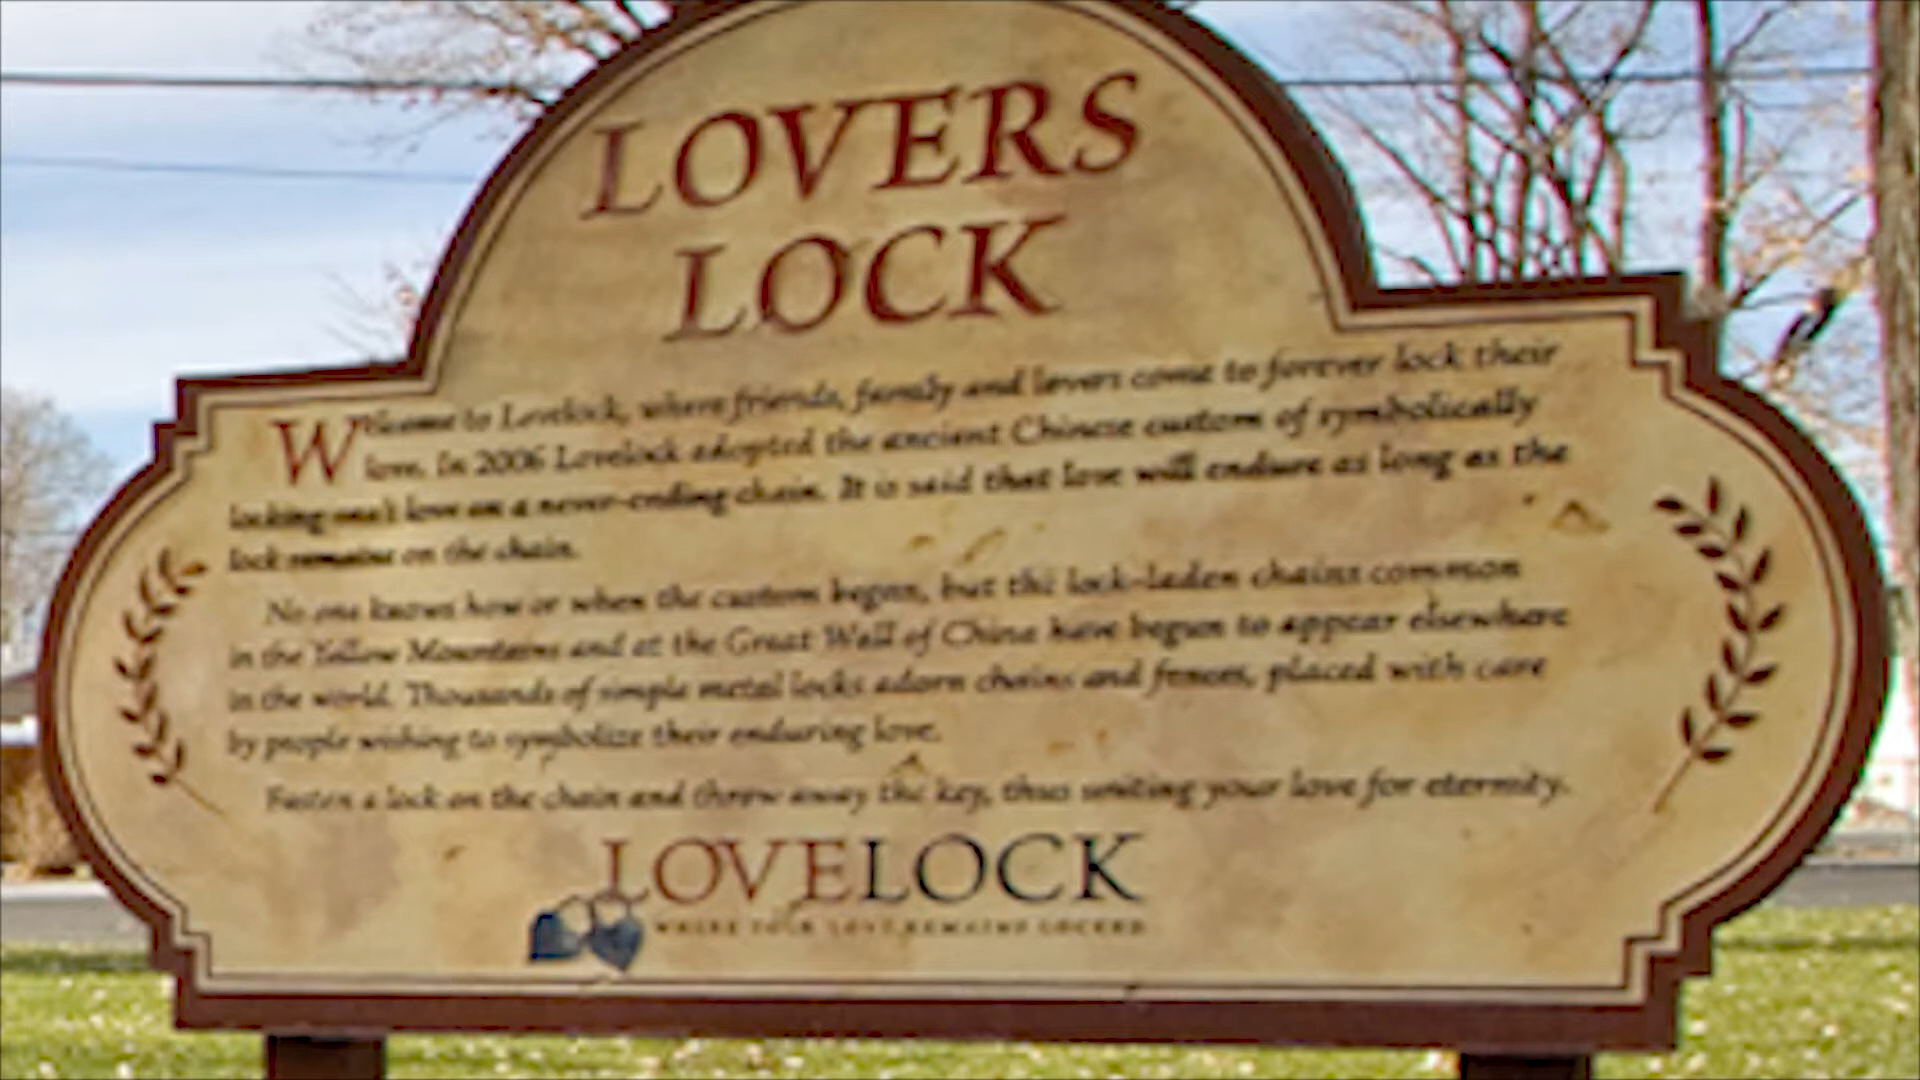 LOVERS
LOCK
Welcome to Lovelock, where friends, family and lovers come to forever lock their
love. In 2006 Lovelock adopted the ancient Chinese custom of symbolically
locking one's love on a never-ending chain. It is said that love will endure as long as the
lock remains on the chain.
No one knows how or when the custom began, but the lock-laden chains common
in the Yellow Mountains and at the Great Wall of China have begun to appear elsewhere
in the world. Thousands of simple metal locks adorn chains and fences, placed with care
by people wishing to symbolize their enduring love.
Fasten a lock on the chain and throw away the key, thus uniting your love for eternity.
LOVELOCK
WHERE YOUR LOVE REMAINS LOCKED